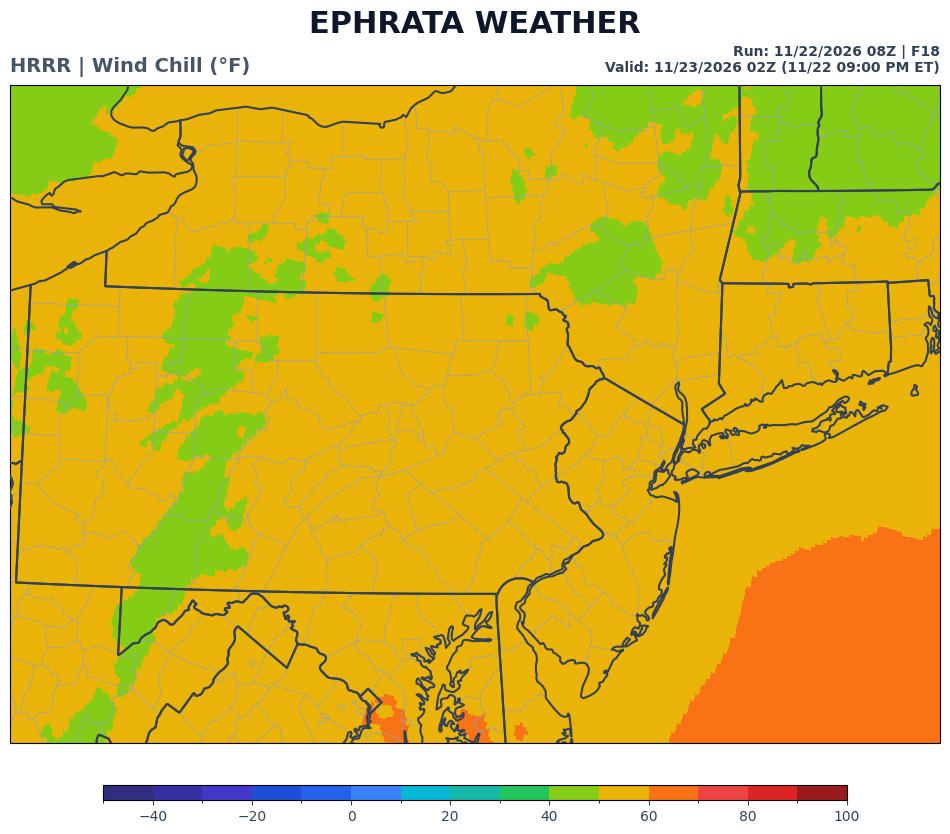 EPHRATA WEATHER
HRRR | Wind Chill (°F)
Run: 11/22/2026 08Z | F18
Valid: 11/23/2026 02Z (11/22 09:00 PM ET)
−40 −20 0 20 40 60 80 100